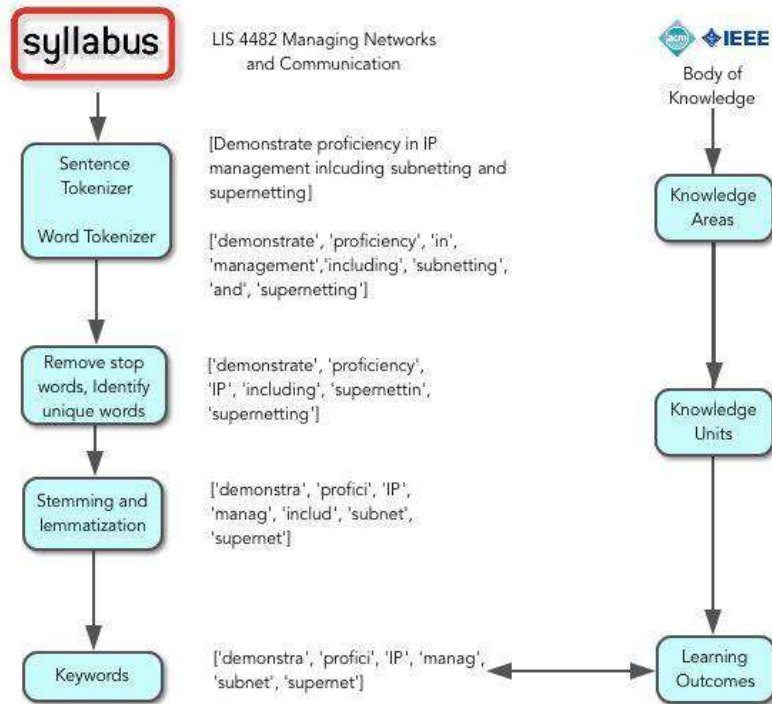 syllabus
LIS 4482 Managing Networks
and Communication
acm IEEE
Body of
Knowledge
Sentence
Tokenizer
Word Tokenizer
[Demonstrate proficiency in IP
management inlcuding subnetting and
supernetting]
['demonstrate', 'proficiency', 'in',
'management','including', 'subnetting',
'and', 'supernetting']
Knowledge
Areas
Remove stop
words, Identify
unique words
['demonstrate', 'proficiency',
'IP', 'including', 'supernettin',
'supernetting']
Knowledge
Units
Stemming and
lemmatization
['demonstra', 'profici', 'IP',
'manag', 'includ', 'subnet',
'supernet']
Keywords
['demonstra', 'profici', 'IP', 'manag',
'subnet', 'supernet']
Learning
Outcomes